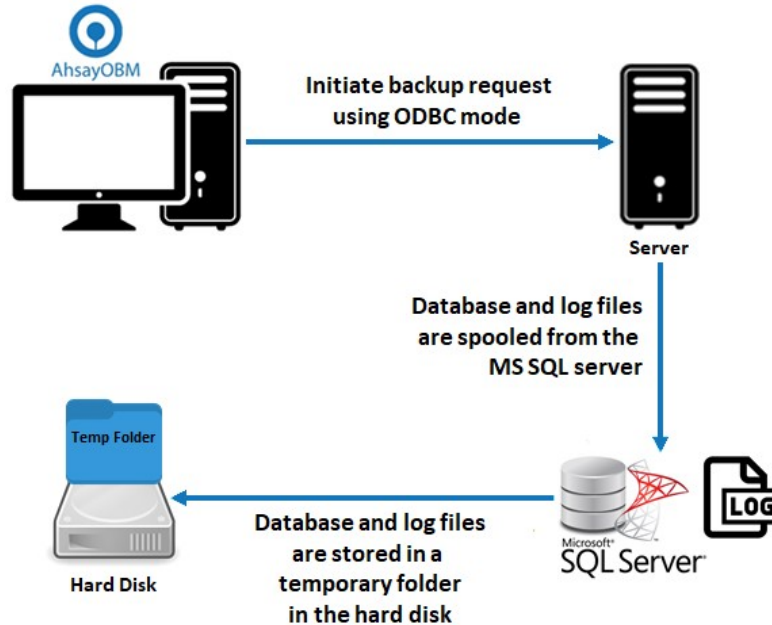 AhsayOBM
Initiate backup request
using ODBC mode
Server
Database and log files
are spooled from the
MS SQL server
Temp Folder
Hard Disk
Database and log files
are stored in a
temporary folder
in the hard disk
Microsoft®
SQL Server®
LOG